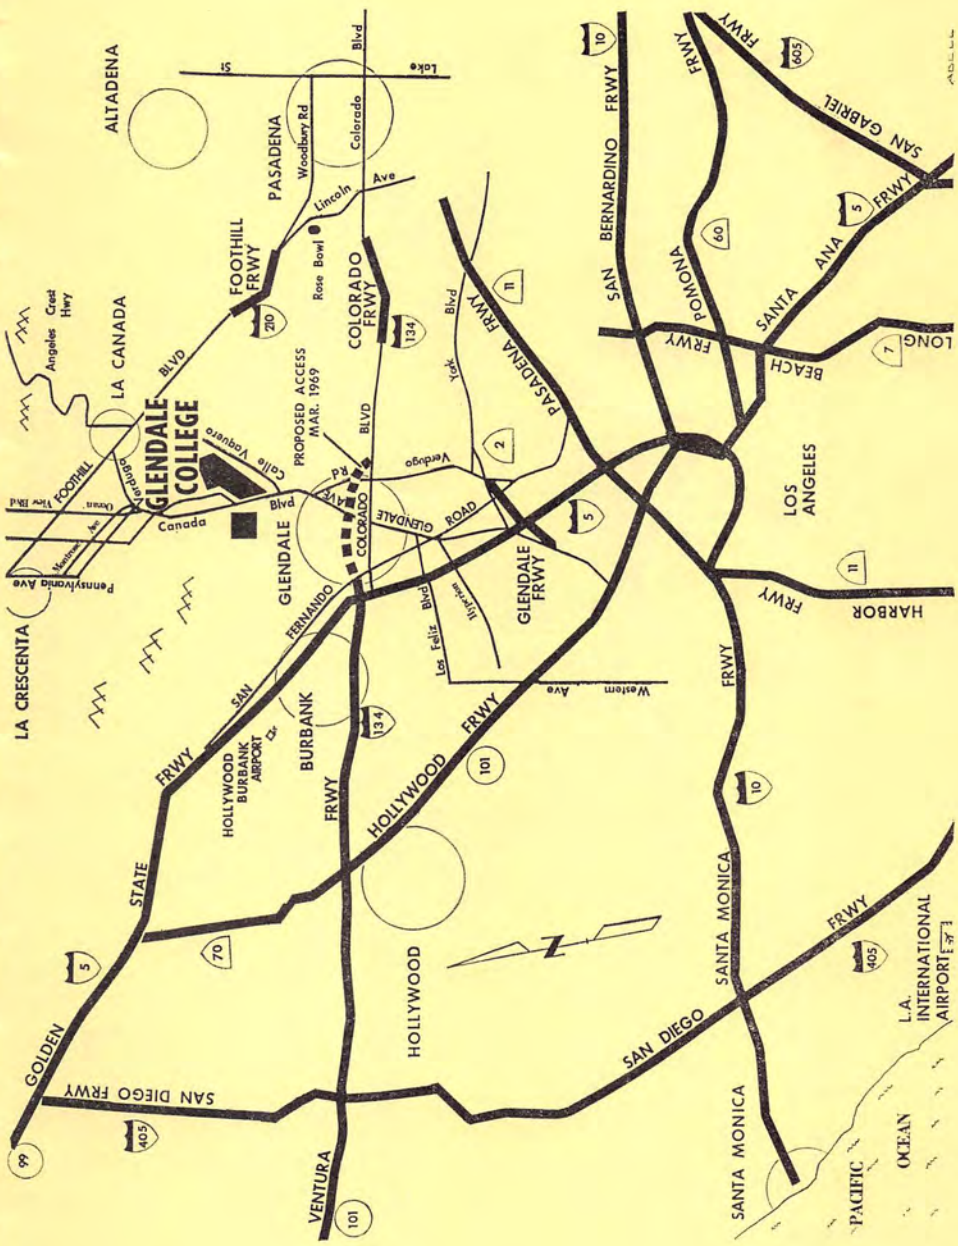 99
GOLDEN
STATE
FRWY
5
LA CRESCENTA
Pennsylvania Ave
Montrose Ave
Ocean View Blvd
FOOTHILL
BLVD
Verdugo
LA CANADA
Angeles Crest
Hwy
ALTADENA
GLENDALE
COLLEGE
Canada
Blvd
Calle Vaquero
405
SAN DIEGO FRWY
70
HOLLYWOOD
BURBANK
AIRPORT
SAN
FERNANDO
ROAD
BURBANK
GLENDALE
FOOTHILL
FRWY
210
PASADENA
Woodbury Rd
Lincoln
Ave
Rose Bowl
Lake
St
PROPOSED ACCESS
MAR. 1969
COLORADO
BLVD
COLORADO
FRWY
134
Colorado
Blvd
VENTURA
FRWY
101
134
HOLLYWOOD
HOLLYWOOD
FRWY
101
N
Los Feliz
Blvd
Hyperion
Western
Ave
GLENDALE
AVE
Verdugo
Rd
York
Blvd
2
GLENDALE
FRWY
5
PASADENA
FRWY
11
SAN
BERNARDINO
FRWY
10
SAN DIEGO
FRWY
405
SANTA MONICA
SANTA MONICA
FRWY
10
LOS
ANGELES
HARBOR
FRWY
11
POMONA
FRWY
60
LONG
BEACH
FRWY
7
SANTA
ANA
FRWY
5
SAN GABRIEL
FRWY
605
PACIFIC
OCEAN
L.A.
INTERNATIONAL
AIRPORT